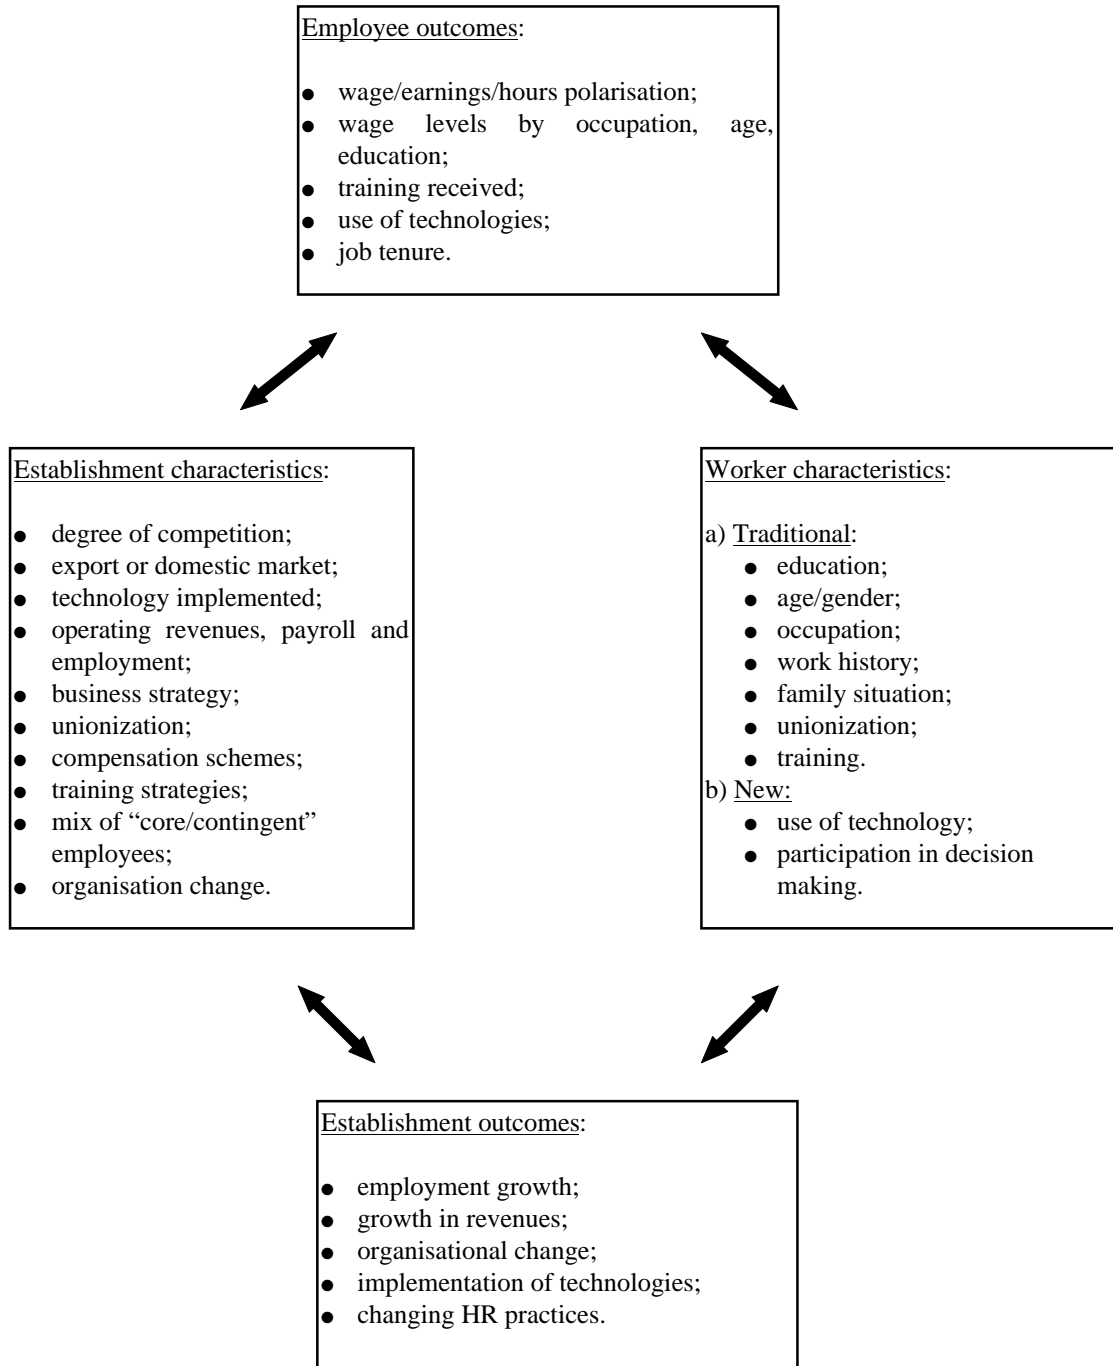 Employee outcomes:
● wage/earnings/hours polarisation;
● wage levels by occupation, age,
education;
● training received;
● use of technologies;
● job tenure.
Establishment characteristics:
● degree of competition;
● export or domestic market;
● technology implemented;
● operating revenues, payroll and
employment;
● business strategy;
● unionization;
● compensation schemes;
● training strategies;
● mix of “core/contingent”
employees;
● organisation change.
Worker characteristics:
a) Traditional:
● education;
● age/gender;
● occupation;
● work history;
● family situation;
● unionization;
● training.
b) New:
● use of technology;
● participation in decision
making.
Establishment outcomes:
● employment growth;
● growth in revenues;
● organisational change;
● implementation of technologies;
● changing HR practices.